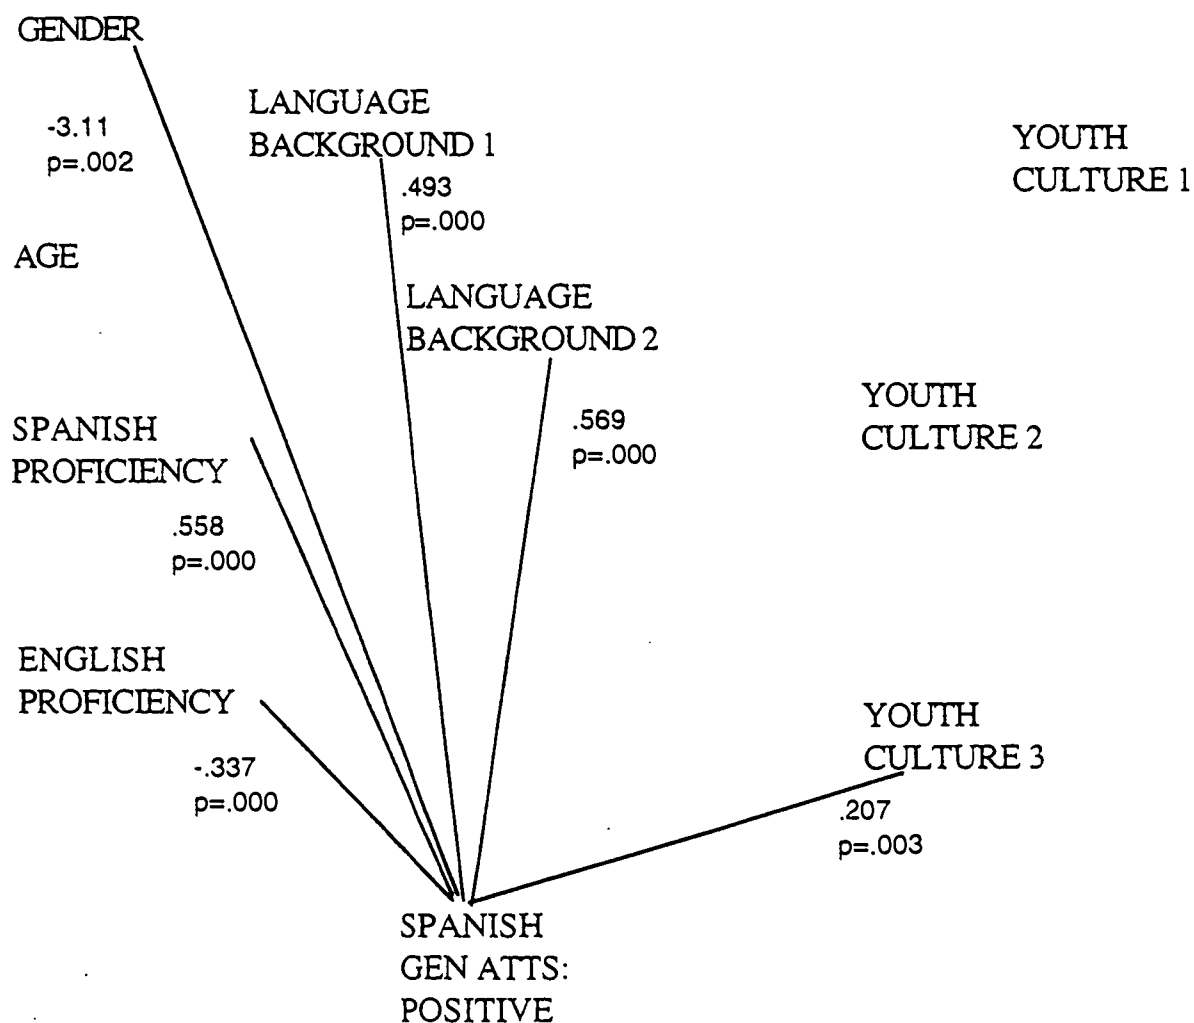 GENDER
-3.11
p=.002
LANGUAGE
BACKGROUND 1
.493
p=.000
YOUTH
CULTURE 1
AGE
LANGUAGE
BACKGROUND 2
.569
p=.000
YOUTH
CULTURE 2
SPANISH
PROFICIENCY
.558
p=.000
ENGLISH
PROFICIENCY
-.337
p=.000
YOUTH
CULTURE 3
.207
p=.003
SPANISH
GEN ATTS:
POSITIVE